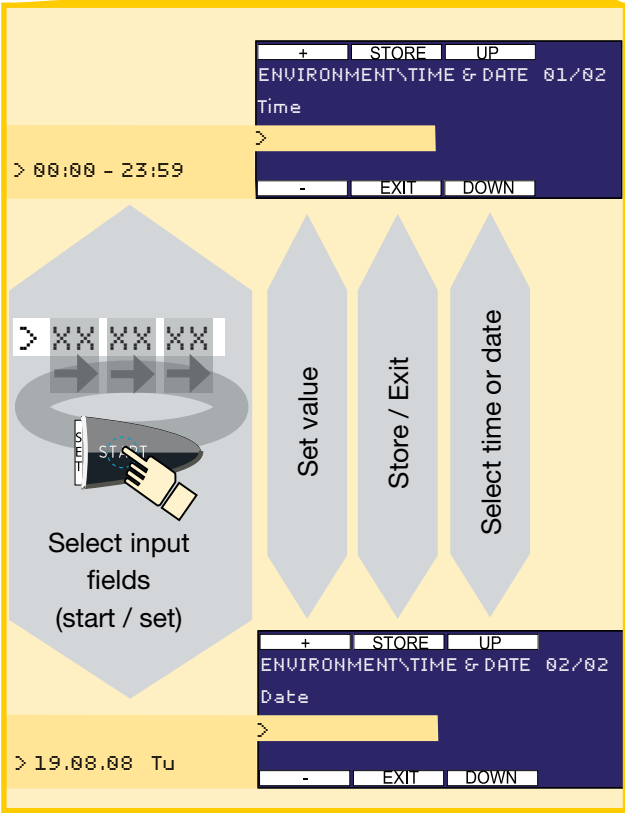 + STORE UP
ENVIRONMENT\TIME & DATE 01/02
Time
>
> 00:00 - 23:59
- EXIT DOWN
> XX XX XX
SET
START
Select input
fields
(start / set)
Set value
Store / Exit
Select time or date
+ STORE UP
ENVIRONMENT\TIME & DATE 02/02
Date
>
> 19.08.08 Tu
- EXIT DOWN